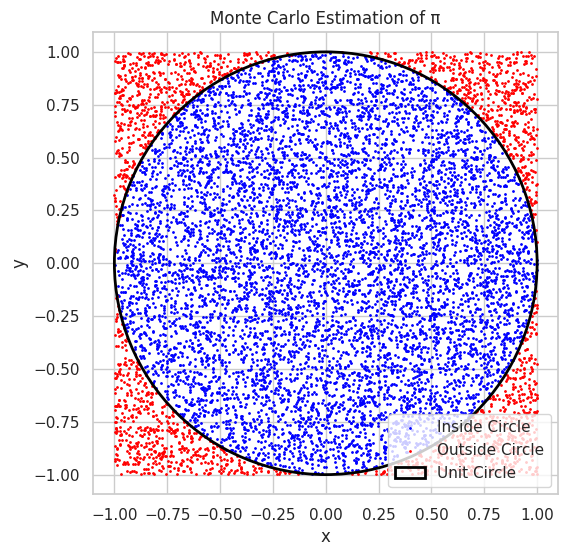 Monte Carlo Estimation of π
1.00
0.75
0.50
0.25
0.00
−0.25
−0.50
−0.75
−1.00
y
Inside Circle
Outside Circle
Unit Circle
−1.00 −0.75 −0.50 −0.25 0.00 0.25 0.50 0.75 1.00
x